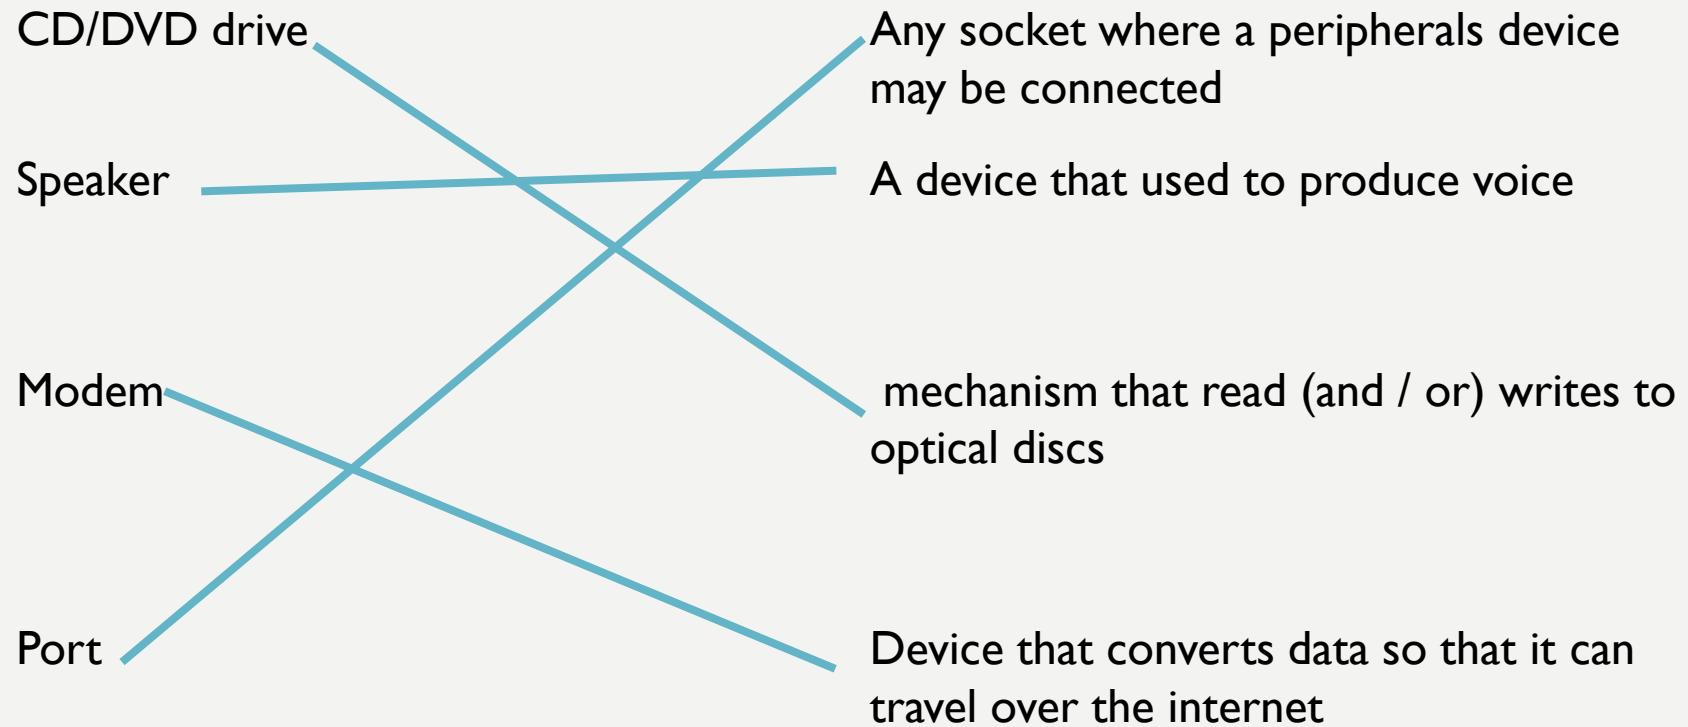 CD/DVD drive
Any socket where a peripherals device
may be connected
Speaker
A device that used to produce voice
Modem
mechanism that read (and / or) writes to
optical discs
Port
Device that converts data so that it can
travel over the internet